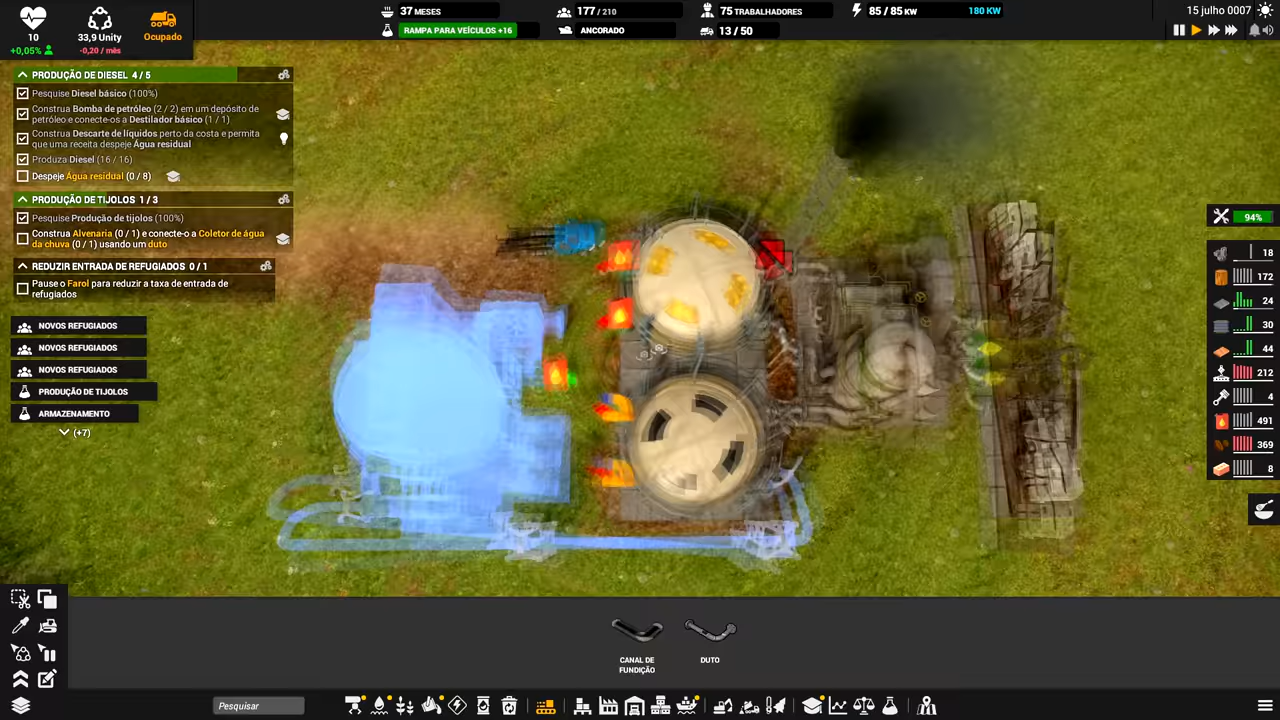 10
+0,05%
33,9 Unity
-0,20 / mês
Ocupado
37 MESES
RAMPA PARA VEÍCULOS +16
177 / 210
ANCORADO
75 TRABALHADORES
13 / 50
85 / 85 KW
180 KW
15 julho 0007
PRODUÇÃO DE DIESEL 4 / 5
Pesquise Diesel básico (100%)
Construa Bomba de petróleo (2 / 2) em um depósito de
petróleo e conecte-os a Destilador básico (1 / 1)
Construa Descarte de líquidos perto da costa e permita
que uma receita despeje Água residual
Produza Diesel (16 / 16)
Despeje Água residual (0 / 8)
PRODUÇÃO DE TIJOLOS 1 / 3
Pesquise Produção de tijolos (100%)
Construa Alvenaria (0 / 1) e conecte-o a Coletor de água
da chuva (0 / 1) usando um duto
REDUZIR ENTRADA DE REFUGIADOS 0 / 1
Pause o Farol para reduzir a taxa de entrada de
refugiados
NOVOS REFUGIADOS
NOVOS REFUGIADOS
NOVOS REFUGIADOS
PRODUÇÃO DE TIJOLOS
ARMAZENAMENTO
(+7)
94%
18
172
24
30
44
212
4
491
369
8
CANAL DE
FUNDIÇÃO
DUTO
Pesquisar